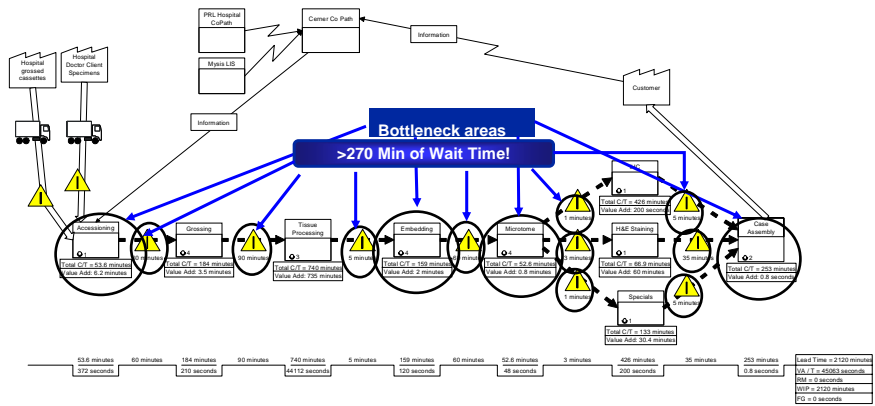 PRL Hospital
CoPath
Cerner Co Path
Mysis LIS
Information
Hospital
grossed
cassettes
Hospital
Doctor Client
Specimens
Customer
Information
Bottleneck areas
>270 Min of Wait Time!
1
Total C/T = 426 minutes
Value Add: 200 seconds
1 minutes
5 minutes
Accessioning
1
Total C/T = 53.6 minutes
Value Add: 6.2 minutes
Grossing
4
Total C/T = 184 minutes
Value Add: 3.5 minutes
90 minutes
Tissue
Processing
3
Total C/T = 740 minutes
Value Add: 735 minutes
5 minutes
Embedding
4
Total C/T = 159 minutes
Value Add: 2 minutes
Microtome
4
Total C/T = 52.6 minutes
Value Add: 0.8 minutes
3 minutes
H&E Staining
1
Total C/T = 66.9 minutes
Value Add: 60 minutes
35 minutes
Case
Assembly
2
Total C/T = 253 minutes
Value Add: 0.8 seconds
1 minutes
Specials
1
Total C/T = 133 minutes
Value Add: 30.4 minutes
5 minutes
53.6 minutes 60 minutes 184 minutes 90 minutes 740 minutes 5 minutes 159 minutes 60 minutes 52.6 minutes 3 minutes 426 minutes 35 minutes 253 minutes
372 seconds 210 seconds 44112 seconds 120 seconds 48 seconds 200 seconds 0.8 seconds
Lead Time = 2120 minutes
VA / T = 45063 seconds
RM = 0 seconds
WIP = 2120 minutes
FG = 0 seconds